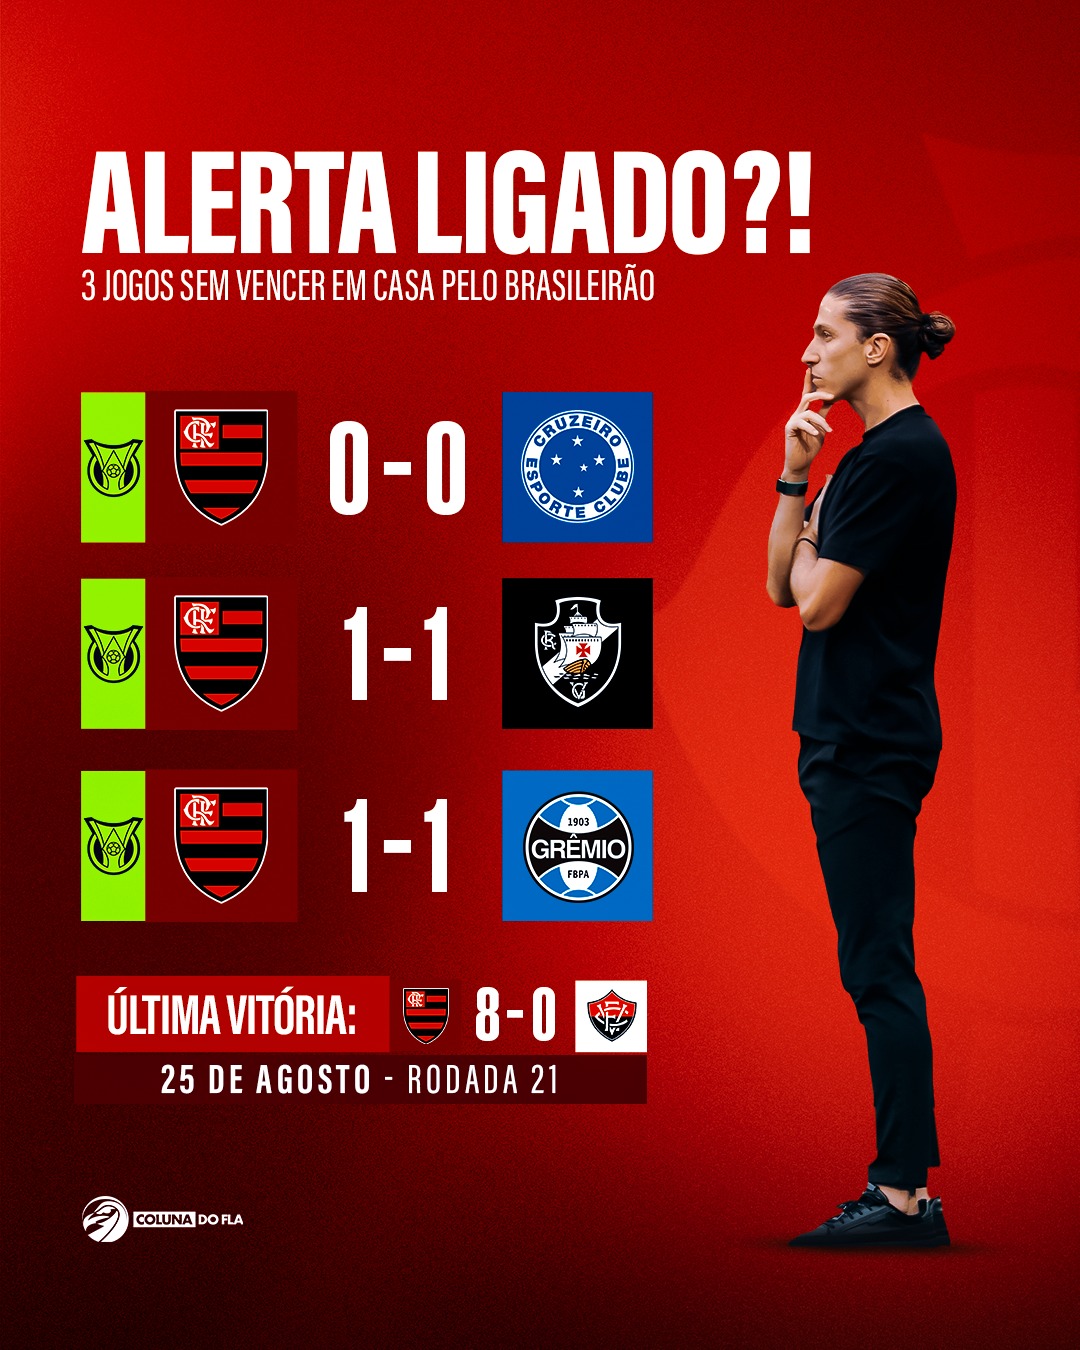 ALERTA LIGADO?!
3 JOGOS SEM VENCER EM CASA PELO BRASILEIRÃO
0-0
CRUZEIRO
ESPORTE CLUBE
1-1
1-1
1903
GRÊMIO
FBPA
ÚLTIMA VITÓRIA:
8-0
25 DE AGOSTO - RODADA 21
COLUNA DO FLA